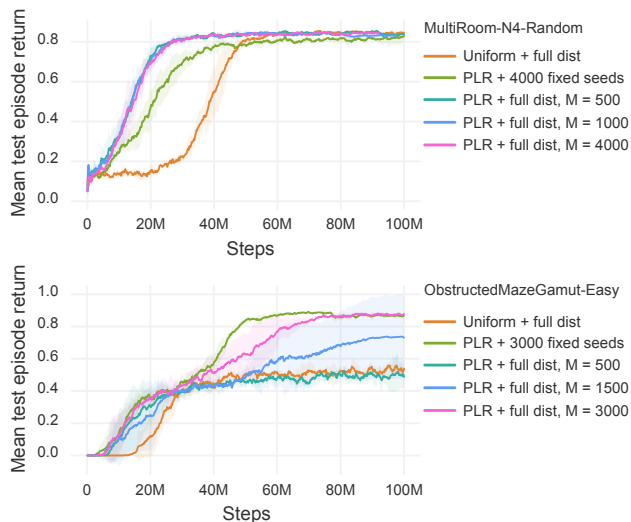 MultiRoom-N4-Random
Uniform + full dist
PLR + 4000 fixed seeds
PLR + full dist, M = 500
PLR + full dist, M = 1000
PLR + full dist, M = 4000
Mean test episode return
0.8
0.6
0.4
0.2
0.0
0 20M 40M 60M 80M 100M
Steps
ObstructedMazeGamut-Easy
Uniform + full dist
PLR + 3000 fixed seeds
PLR + full dist, M = 500
PLR + full dist, M = 1500
PLR + full dist, M = 3000
Mean test episode return
1.0
0.8
0.6
0.4
0.2
0.0
0 20M 40M 60M 80M 100M
Steps